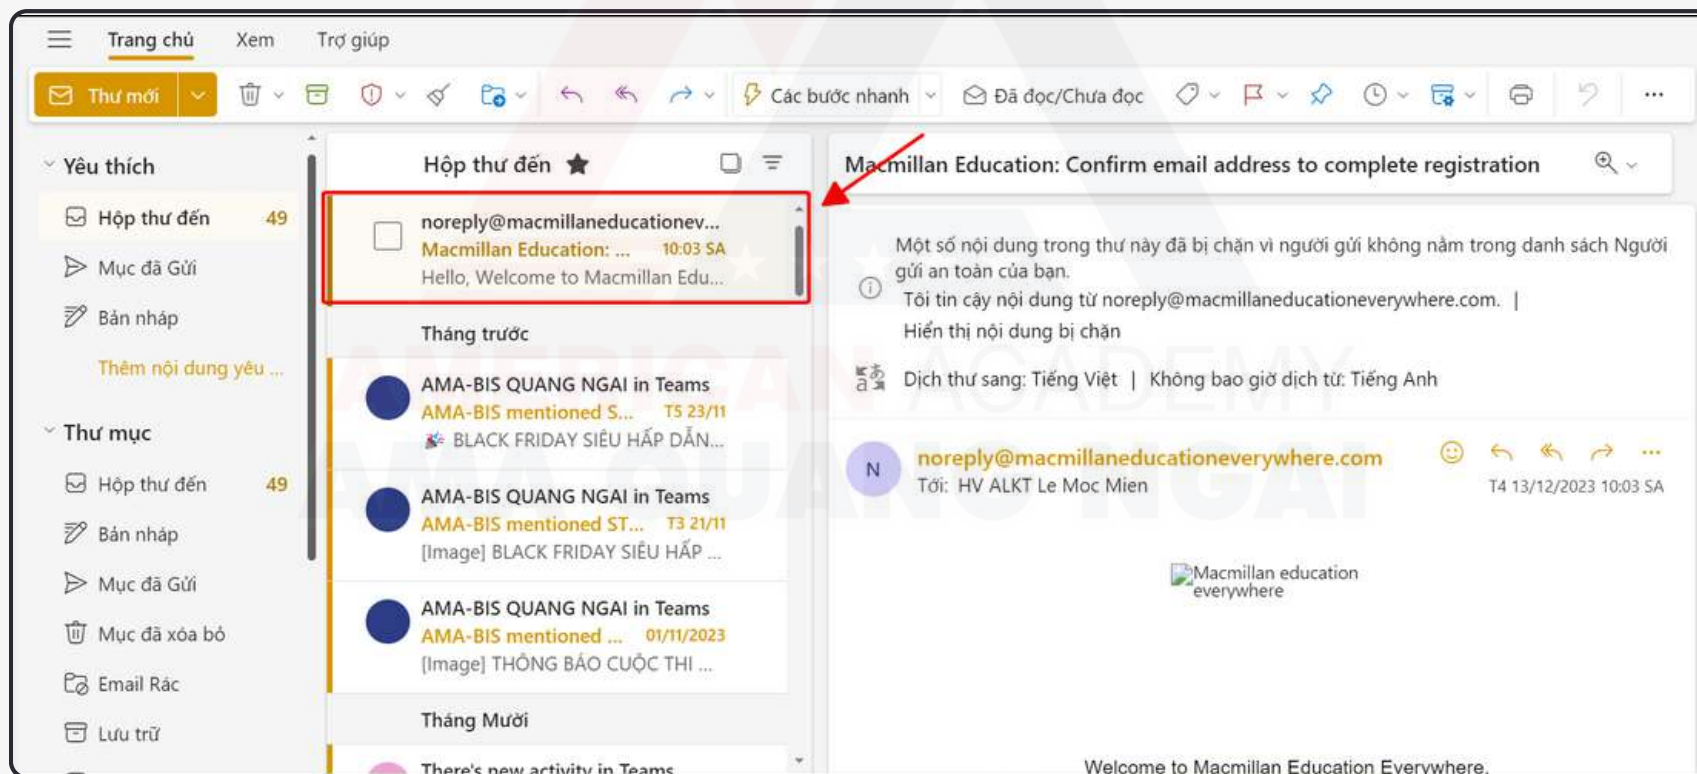 Trang chủ Xem Trợ giúp
Thư mới Các bước nhanh Đã đọc/Chưa đọc
Yêu thích
Hộp thư đến 49
Mục đã Gửi
Bản nháp
Thêm nội dung yêu ...
Thư mục
Hộp thư đến 49
Bản nháp
Mục đã Gửi
Mục đã xóa bỏ
Email Rác
Lưu trữ
Hộp thư đến
noreply@macmillaneducationev...
Macmillan Education: ... 10:03 SA
Hello, Welcome to Macmillan Edu...
Tháng trước
AMA-BIS QUANG NGAI in Teams
AMA-BIS mentioned S... T5 23/11
BLACK FRIDAY SIÊU HẤP DẪN...
AMA-BIS QUANG NGAI in Teams
AMA-BIS mentioned ST... T3 21/11
[Image] BLACK FRIDAY SIÊU HẤP ...
AMA-BIS QUANG NGAI in Teams
AMA-BIS mentioned ... 01/11/2023
[Image] THÔNG BÁO CUỘC THI ...
Tháng Mười
There's new activity in Teams
Macmillan Education: Confirm email address to complete registration
Một số nội dung trong thư này đã bị chặn vì người gửi không nằm trong danh sách Người
gửi an toàn của bạn.
Tôi tin cậy nội dung từ noreply@macmillaneducationeverywhere.com. |
Hiển thị nội dung bị chặn
Dịch thư sang: Tiếng Việt | Không bao giờ dịch từ: Tiếng Anh
N
noreply@macmillaneducationeverywhere.com
Tới: HV ALKT Le Moc Mien
T4 13/12/2023 10:03 SA
Macmillan education
everywhere
Welcome to Macmillan Education Everywhere.
AMERICAN ACADEMY
AMA QUANG NGAI